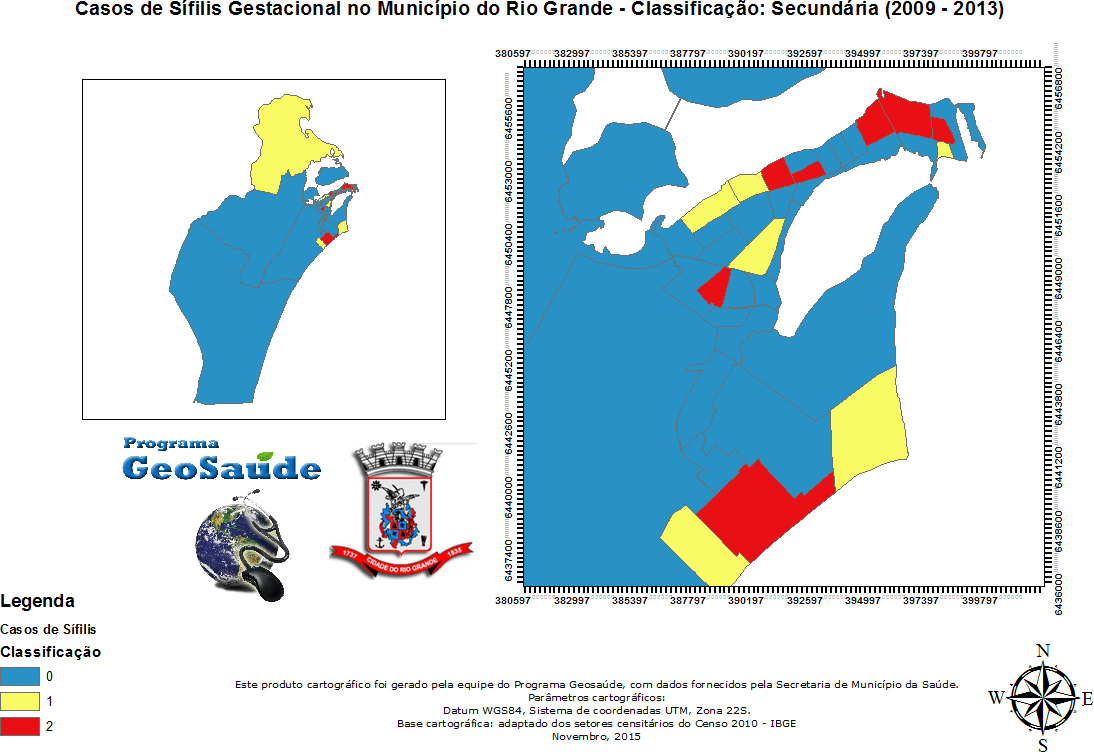 Casos de Sífilis Gestacional no Município do Rio Grande - Classificação: Secundária (2009 - 2013)
380597 382997 385397 387797 390197 392597 394997 397397 399797
6455600
6453000
6450400
6447800
6445200
6442600
6440000
6437400
6456800
6454200
6451600
6449000
6446400
6443800
6441200
6438600
6436000
380597 382997 385397 387797 390197 392597 394997 397397 399797
Programa
GeoSaúde
1737 CIDADE DO RIO GRANDE 1835
Legenda
Casos de Sífilis
Classificação
0
1
2
Este produto cartográfico foi gerado pela equipe do Programa Geosaúde, com dados fornecidos pela Secretaria de Município da Saúde.
Parâmetros cartográficos:
Datum WGS84, Sistema de coordenadas UTM, Zona 22S.
Base cartográfica: adaptado dos setores censitários do Censo 2010 - IBGE
Novembro, 2015
N
W E
S